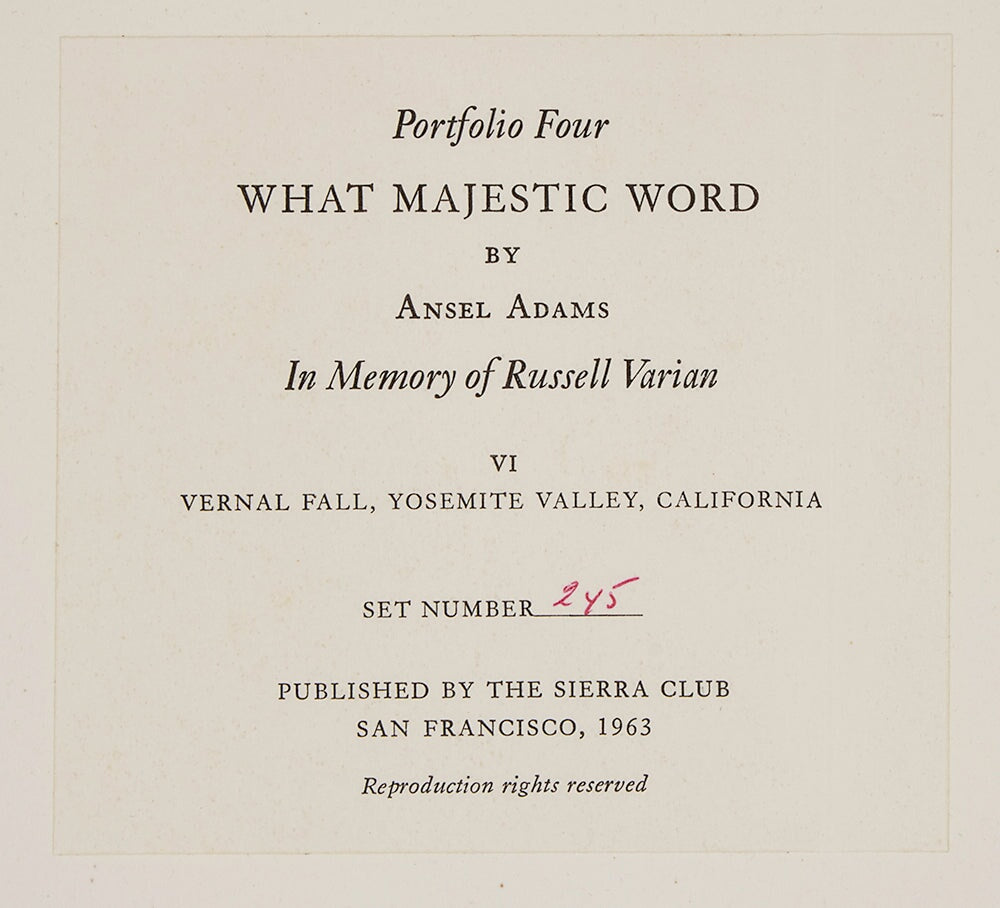 Portfolio Four
WHAT MAJESTIC WORD
BY
ANSEL ADAMS
In Memory of Russell Varian
VI
VERNAL FALL, YOSEMITE VALLEY, CALIFORNIA
SET NUMBER 245
PUBLISHED BY THE SIERRA CLUB
SAN FRANCISCO, 1963
Reproduction rights reserved